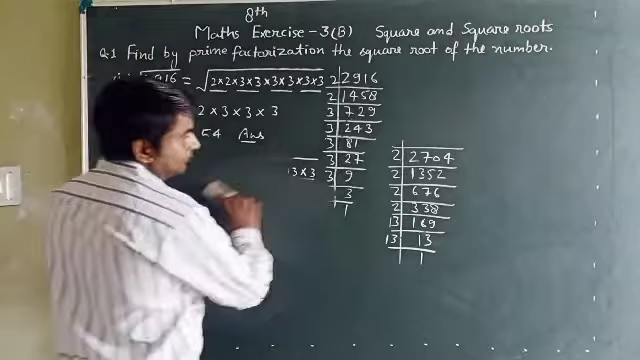 8th
Maths Exercise - 3(B) Square and Square roots
Q.1 Find by prime factorization the square root of the number.
√2916 = √2×2×3×3×3×3×3×3
2 × 3 × 3 × 3
54 Ans
13 × 3
2 | 2916
2 | 1458
3 | 729
3 | 243
3 | 81
3 | 27
3 | 9
3
1
2 | 2704
2 | 1352
2 | 676
2 | 338
13 | 169
13 | 13
1